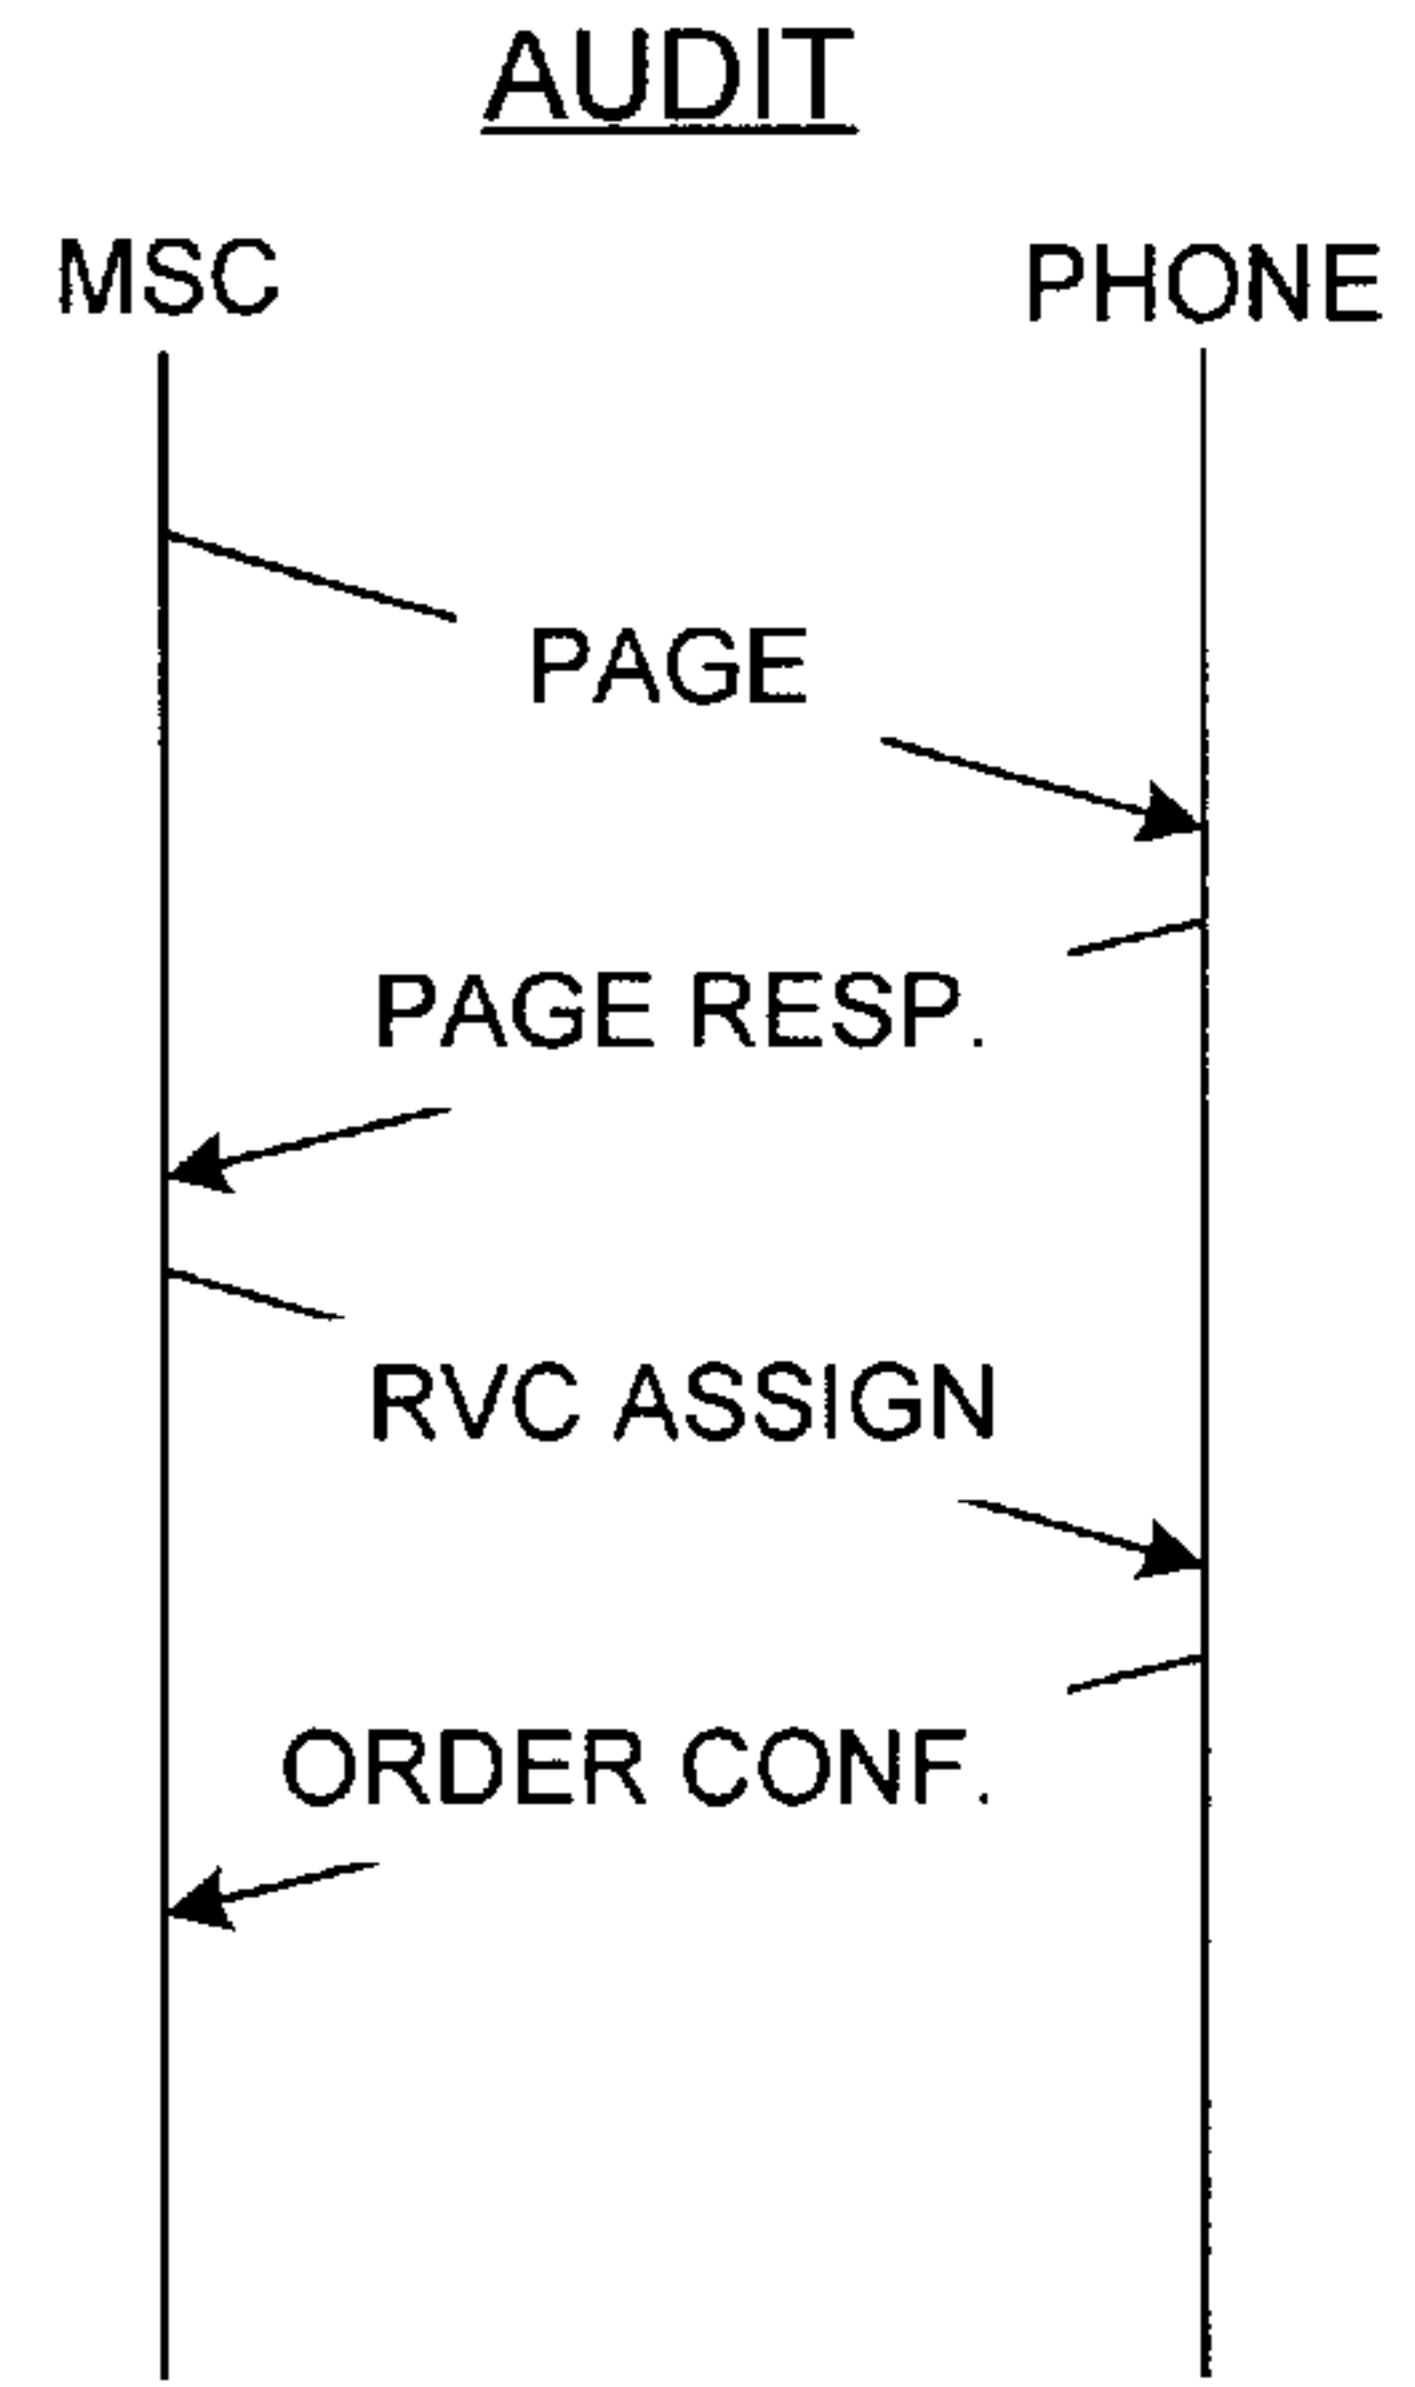 AUDIT
MSC PHONE
PAGE
PAGE RESP.
RVC ASSIGN
ORDER CONF.